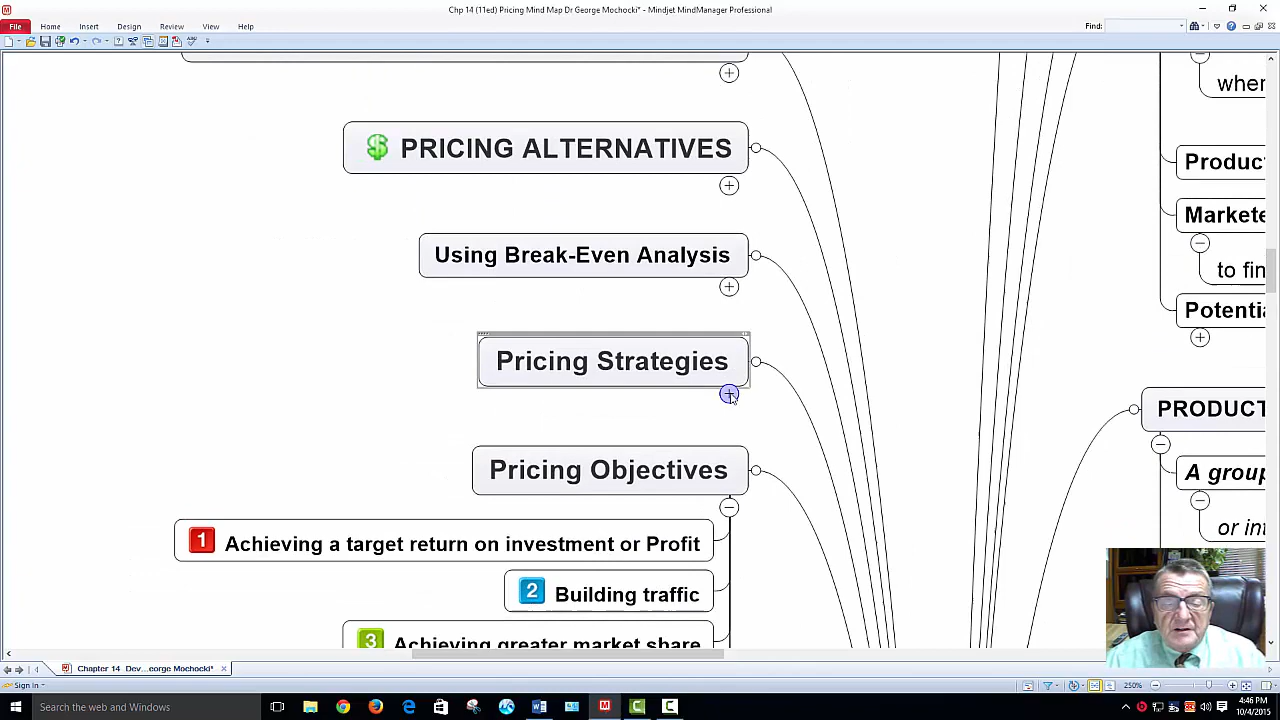 Chp 14 (11ed) Pricing Mind Map Dr George Mochocki* - Mindjet MindManager Professional
File Home Insert Design Review View Help
Find:
PRICING ALTERNATIVES
Using Break-Even Analysis
Pricing Strategies
Pricing Objectives
1 Achieving a target return on investment or Profit
2 Building traffic
3 Achieving greater market share
wher
Product
Markete
to fin
Potentia
PRODUCT
A group
or int
Chapter 14 Dev...eorge Mochocki*
Sign In
250%
Search the web and Windows
4:46 PM
10/4/2015